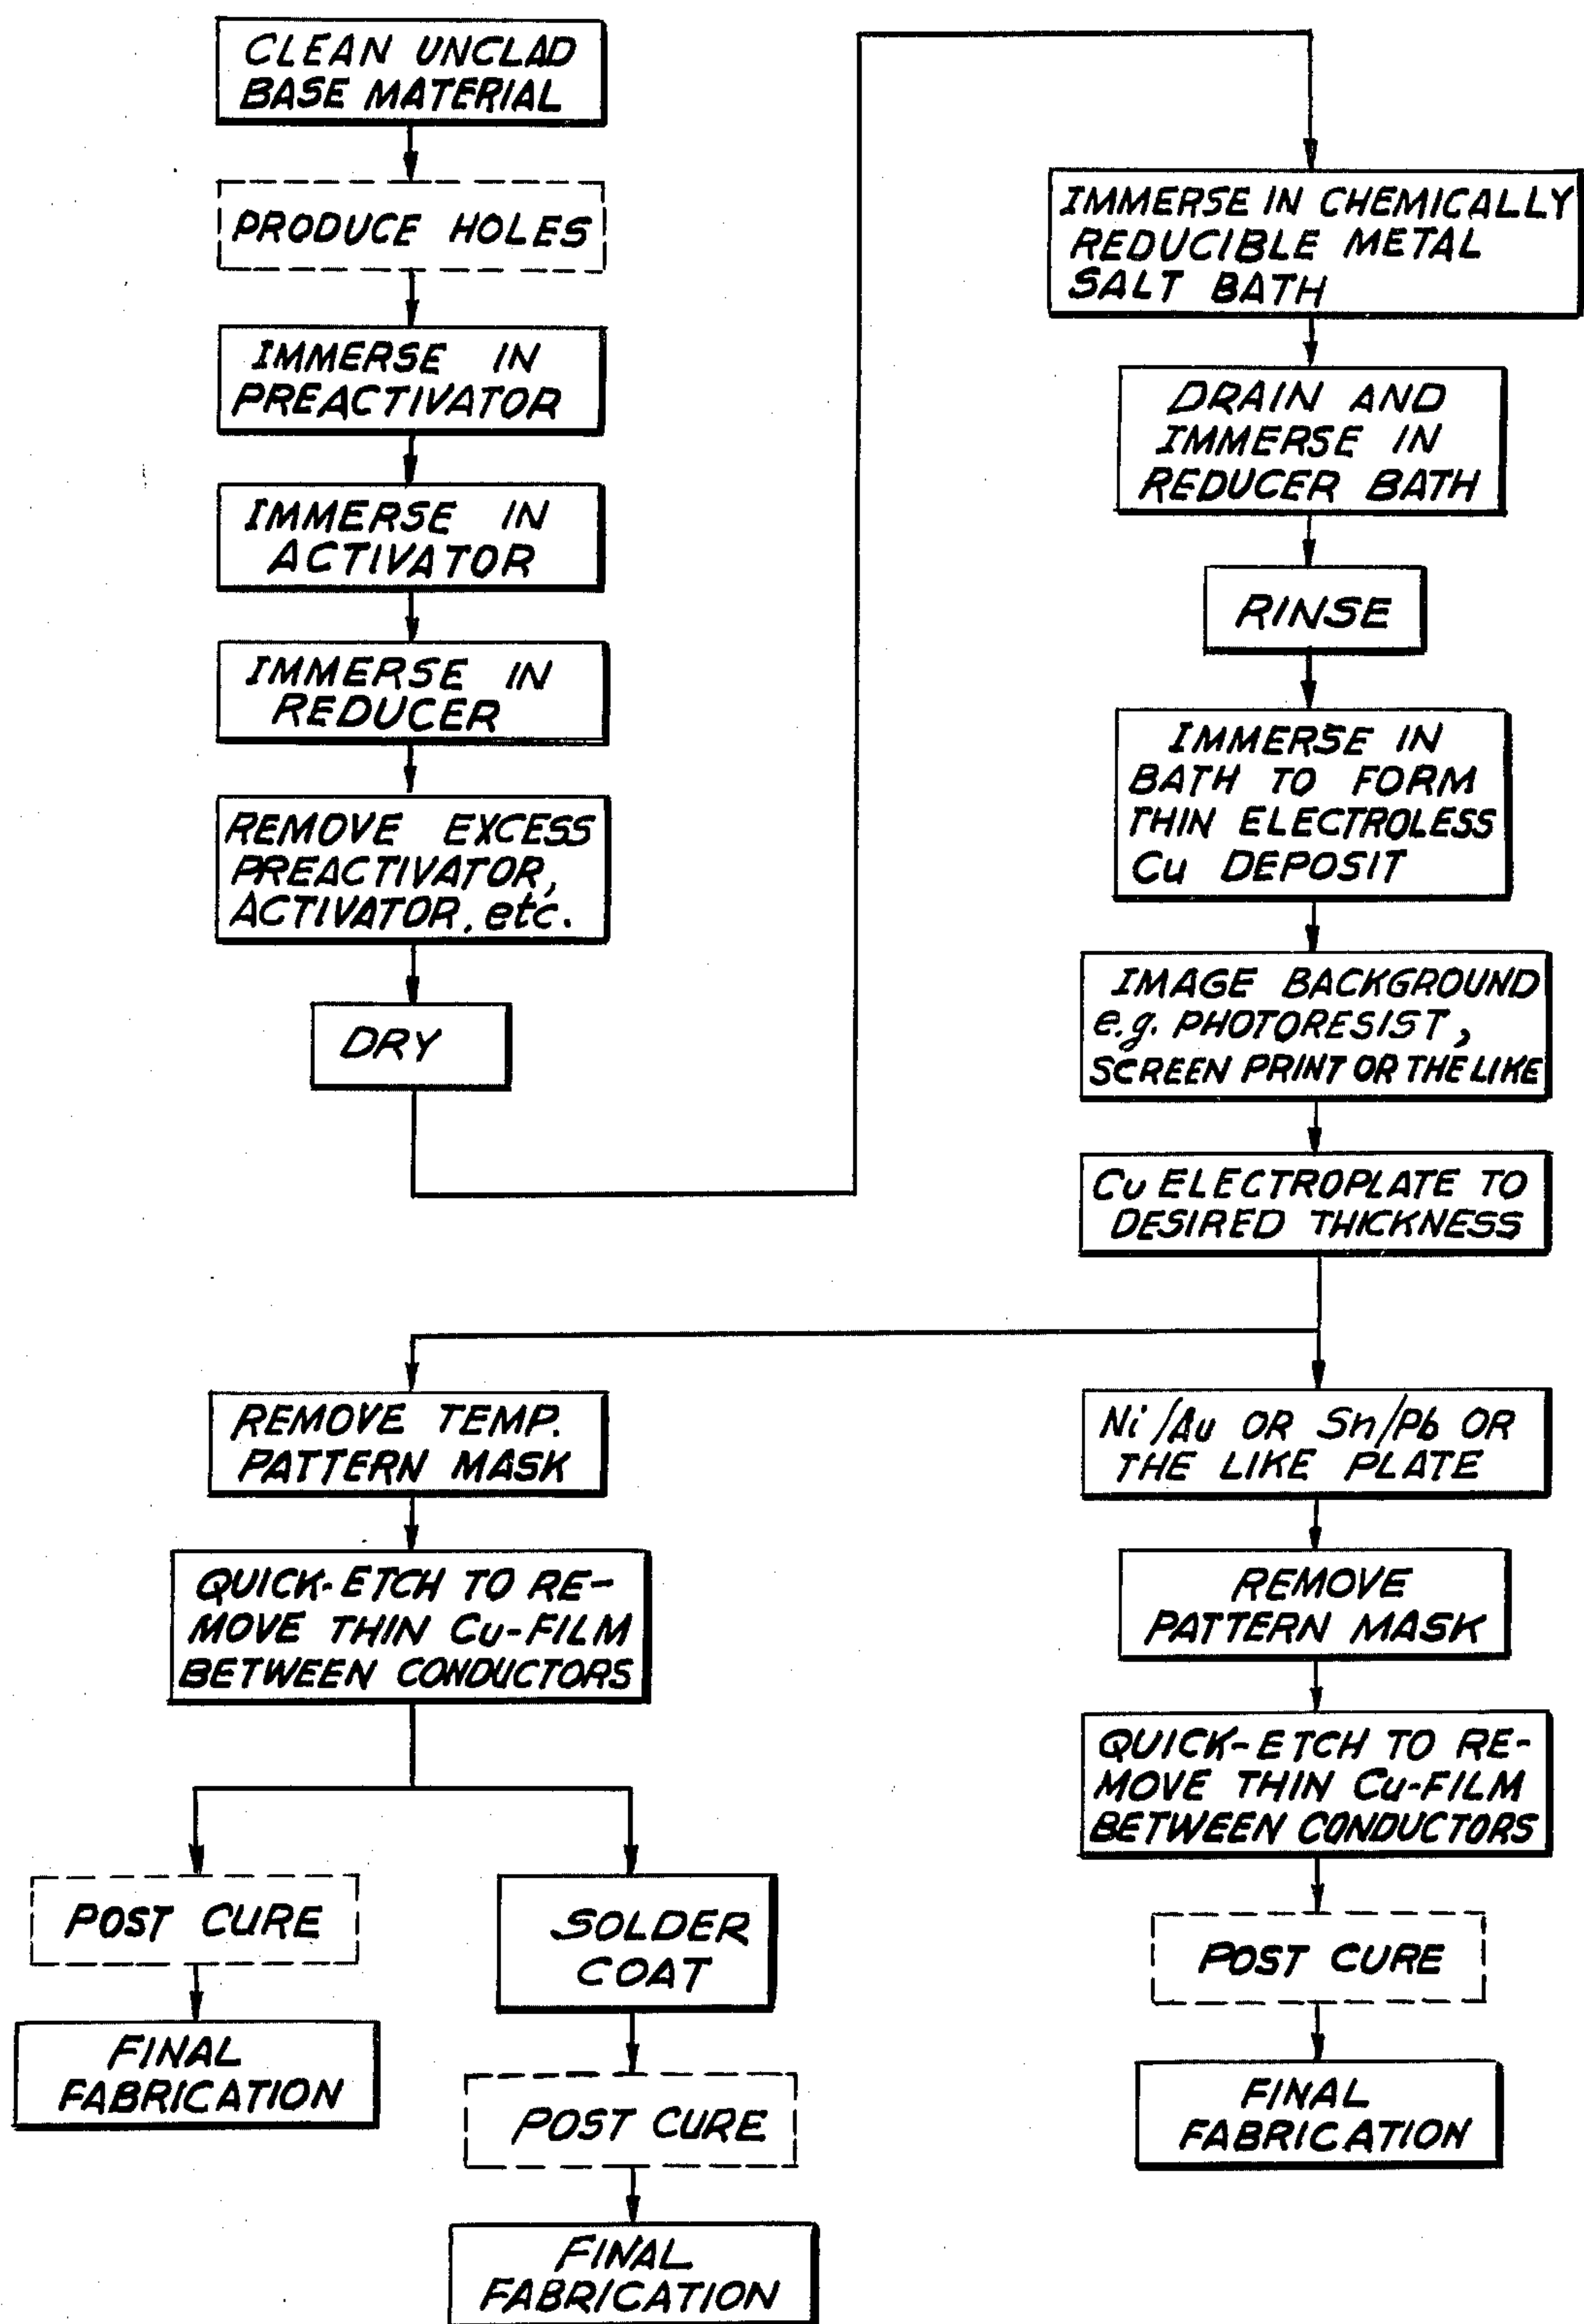 CLEAN UNCLAD
BASE MATERIAL
PRODUCE HOLES
IMMERSE IN
PREACTIVATOR
IMMERSE IN
ACTIVATOR
IMMERSE IN
REDUCER
REMOVE EXCESS
PREACTIVATOR,
ACTIVATOR, etc.
DRY
IMMERSE IN CHEMICALLY
REDUCIBLE METAL
SALT BATH
DRAIN AND
IMMERSE IN
REDUCER BATH
RINSE
IMMERSE IN
BATH TO FORM
THIN ELECTROLESS
Cu DEPOSIT
IMAGE BACKGROUND
e.g. PHOTORESIST,
SCREEN PRINT OR THE LIKE
Cu ELECTROPLATE TO
DESIRED THICKNESS
REMOVE TEMP.
PATTERN MASK
QUICK-ETCH TO RE-
MOVE THIN Cu-FILM
BETWEEN CONDUCTORS
POST CURE
FINAL
FABRICATION
SOLDER
COAT
POST CURE
FINAL
FABRICATION
Ni/Au OR Sn/Pb OR
THE LIKE PLATE
REMOVE
PATTERN MASK
QUICK-ETCH TO RE-
MOVE THIN Cu-FILM
BETWEEN CONDUCTORS
POST CURE
FINAL
FABRICATION